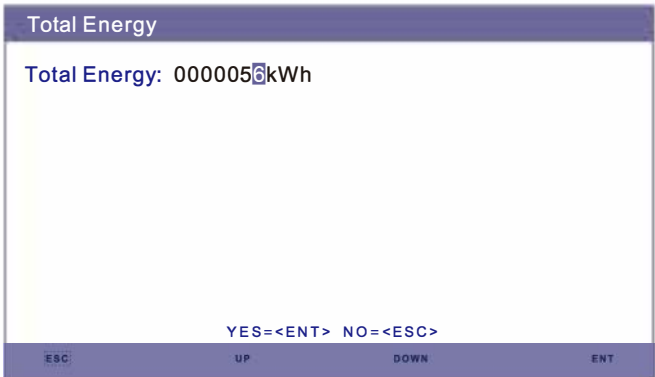 Total Energy
Total Energy: 0000056kWh
YES=<ENT> NO=<ESC>
ESC UP DOWN ENT